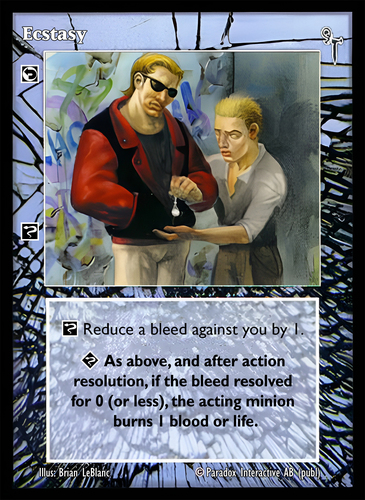 Ecstasy
Reduce a bleed against you by 1.
As above, and after action
resolution, if the bleed resolved
for 0 (or less), the acting minion
burns 1 blood or life.
Illus: Brian LeBlanc © Paradox Interactive AB (publ)